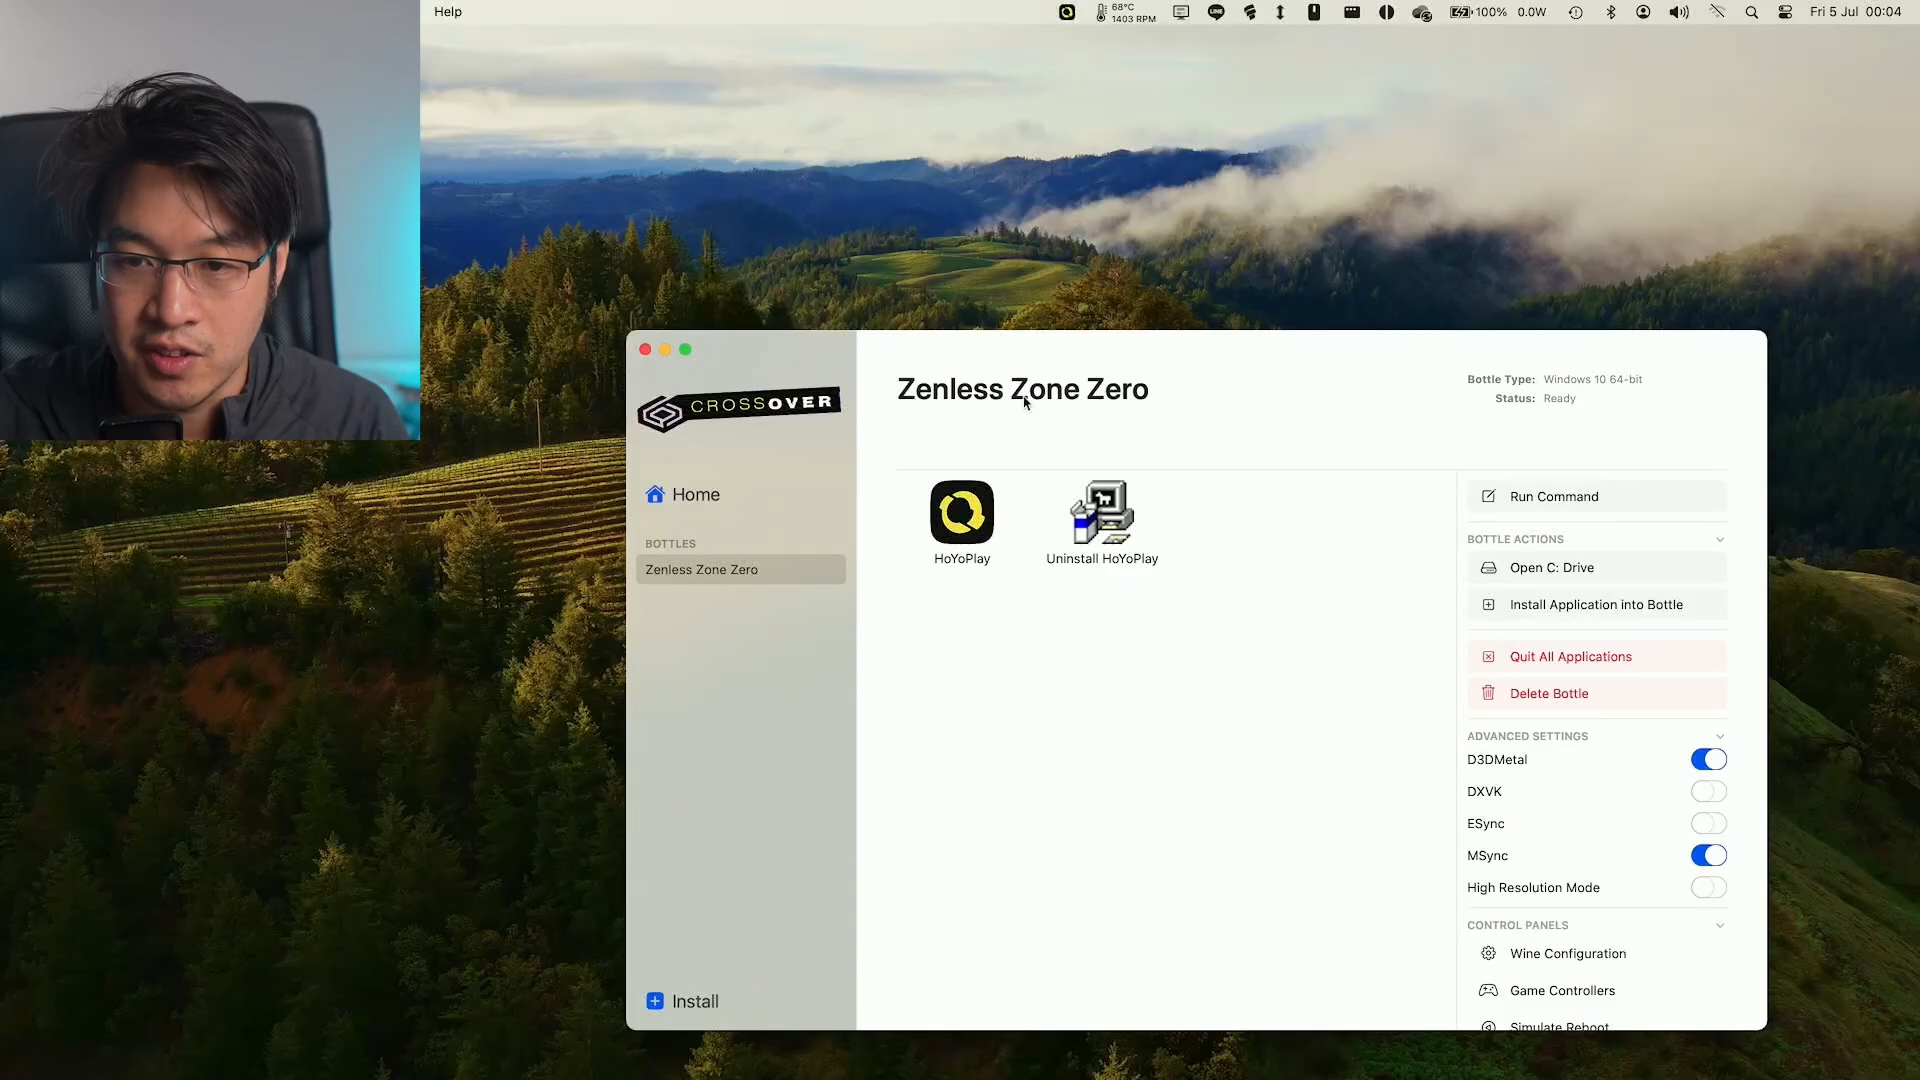 Help
68°C
1403 RPM
LINE
100% 0.0W
Fri 5 Jul 00:04
CROSSOVER
Zenless Zone Zero
Bottle Type: Windows 10 64-bit
Status: Ready
Home
BOTTLES
Zenless Zone Zero
Install
HoYoPlay
Uninstall HoYoPlay
Run Command
BOTTLE ACTIONS
Open C: Drive
Install Application into Bottle
Quit All Applications
Delete Bottle
ADVANCED SETTINGS
D3DMetal
DXVK
ESync
MSync
High Resolution Mode
CONTROL PANELS
Wine Configuration
Game Controllers
Simulate Reboot